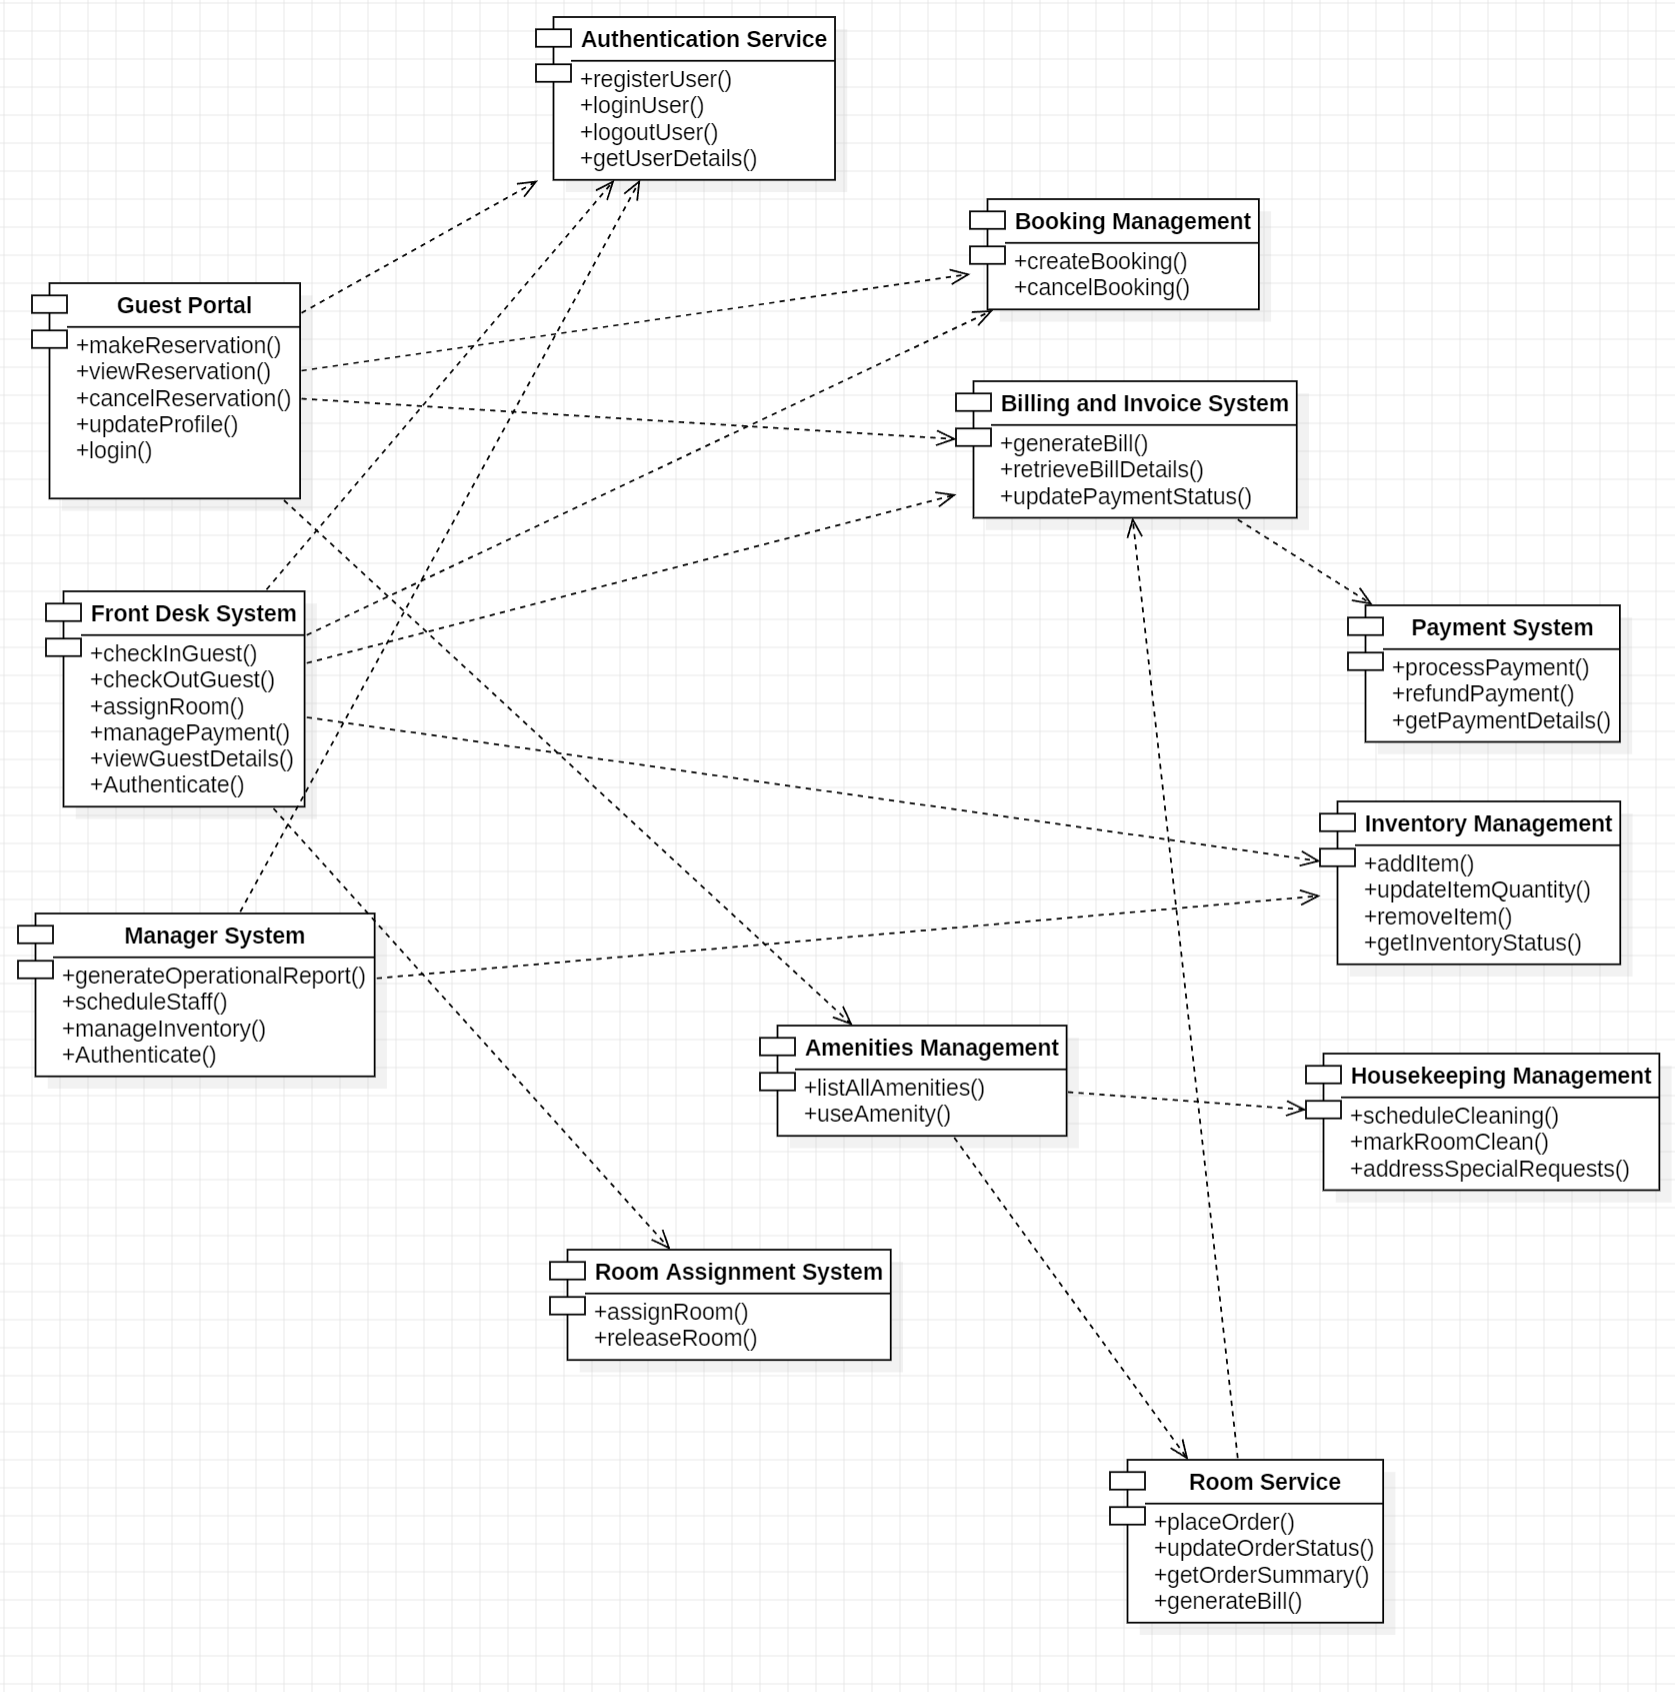 Authentication Service
+registerUser()
+loginUser()
+logoutUser()
+getUserDetails()
Booking Management
+createBooking()
+cancelBooking()
Guest Portal
+makeReservation()
+viewReservation()
+cancelReservation()
+updateProfile()
+login()
Billing and Invoice System
+generateBill()
+retrieveBillDetails()
+updatePaymentStatus()
Front Desk System
+checkInGuest()
+checkOutGuest()
+assignRoom()
+managePayment()
+viewGuestDetails()
+Authenticate()
Payment System
+processPayment()
+refundPayment()
+getPaymentDetails()
Inventory Management
+addItem()
+updateItemQuantity()
+removeItem()
+getInventoryStatus()
Manager System
+generateOperationalReport()
+scheduleStaff()
+manageInventory()
+Authenticate()
Amenities Management
+listAllAmenities()
+useAmenity()
Housekeeping Management
+scheduleCleaning()
+markRoomClean()
+addressSpecialRequests()
Room Assignment System
+assignRoom()
+releaseRoom()
Room Service
+placeOrder()
+updateOrderStatus()
+getOrderSummary()
+generateBill()